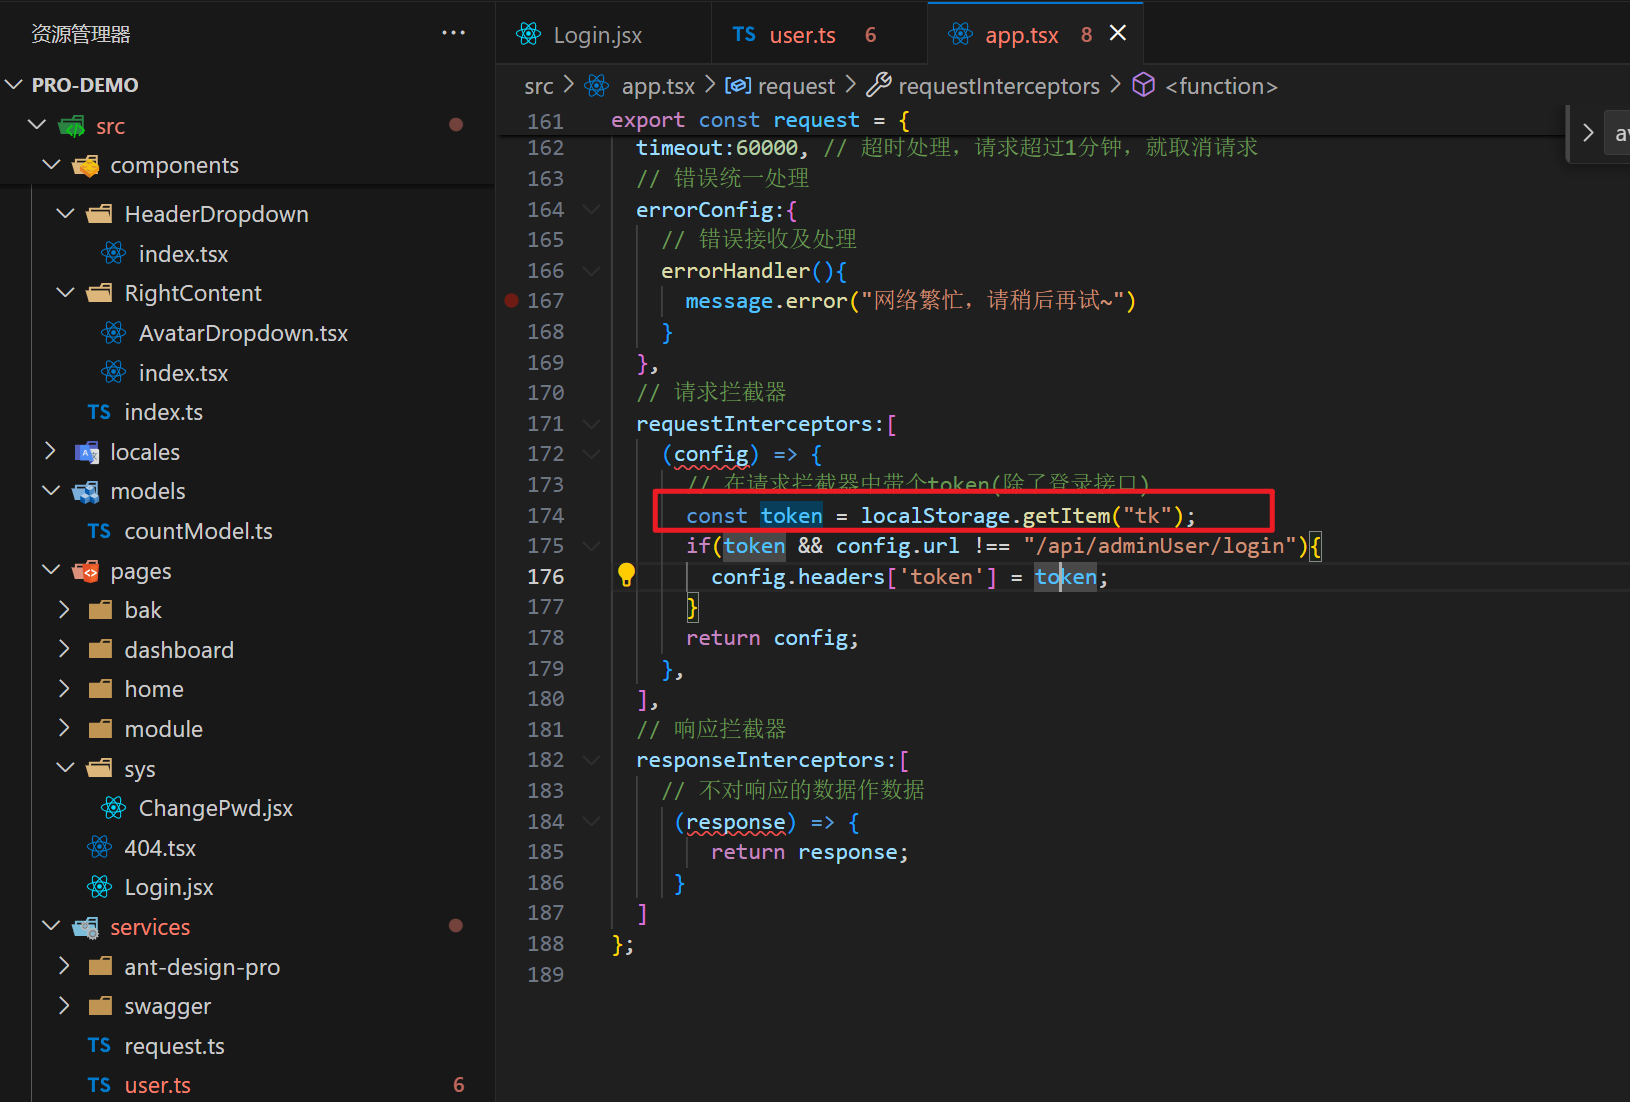 资源管理器
PRO-DEMO
src
components
HeaderDropdown
index.tsx
RightContent
AvatarDropdown.tsx
index.tsx
TS index.ts
locales
models
TS countModel.ts
pages
bak
dashboard
home
module
sys
ChangePwd.jsx
404.tsx
Login.jsx
services
ant-design-pro
swagger
TS request.ts
TS user.ts 6
Login.jsx
TS user.ts 6
app.tsx 8
src > app.tsx > request > requestInterceptors > <function>
161 export const request = {
162 timeout:60000, // 超时处理，请求超过1分钟，就取消请求
163 // 错误统一处理
164 errorConfig:{
165 // 错误接收及处理
166 errorHandler(){
167 message.error("网络繁忙，请稍后再试~")
168 }
169 },
170 // 请求拦截器
171 requestInterceptors:[
172 (config) => {
173 // 在请求拦截器中带个token(除了登录接口)
174 const token = localStorage.getItem("tk");
175 if(token && config.url !== "/api/adminUser/login"){
176 config.headers['token'] = token;
177 }
178 return config;
179 },
180 ],
181 // 响应拦截器
182 responseInterceptors:[
183 // 不对响应的数据作数据
184 (response) => {
185 return response;
186 }
187 ]
188 };
189